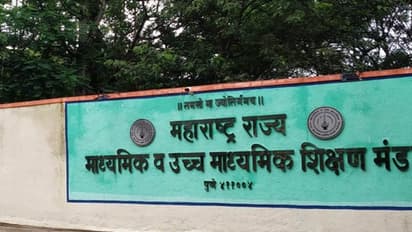 ॥ तमसो मा ज्योतिर्गमय ॥
महाराष्ट्र राज्य
माध्यमिक व उच्च माध्यमिक शिक्षण मंड
पुणे ४११००४